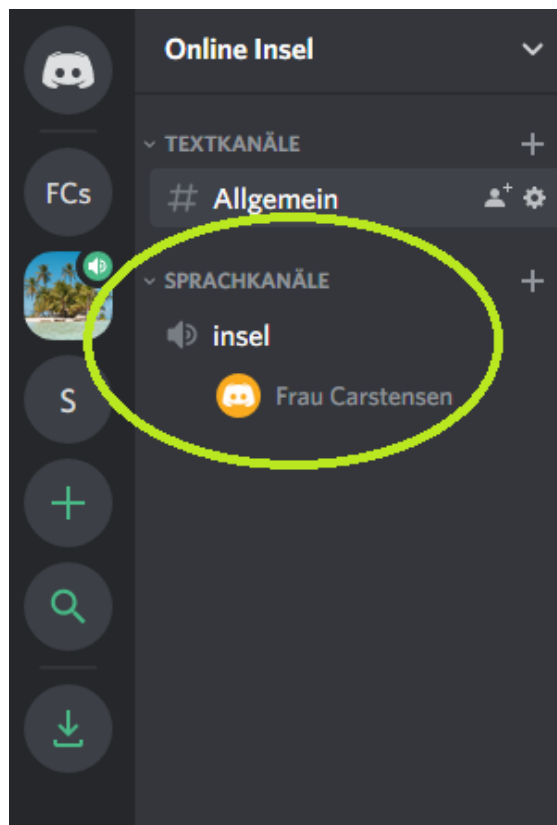 Online Insel
TEXTKANÄLE
FCs
Allgemein
SPRACHKANÄLE
insel
S
Frau Carstensen